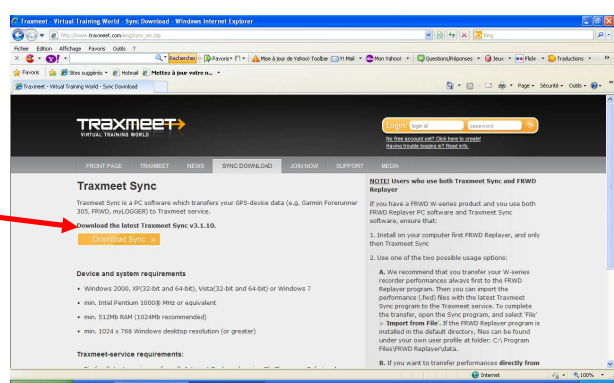 Traxmeet - Virtual Training World - Sync Download - Windows Internet Explorer
http://www.traxmeet.com/eng/sync_en.jsp
Bing
Fichier Edition Affichage Favoris Outils ?
Rechercher Favoris+ Mise à jour de Yahoo! Toolbar Y! Mail Mon Yahoo! Questions/Réponses Jeux Flickr Traductions
Favoris Sites suggérés Hotmail Mettez à jour votre n...
Traxmeet - Virtual Training World - Sync Download
Page Sécurité Outils
TRAXMEET
VIRTUAL TRAINING WORLD
Login login id password
No free account yet? Click here to create!
Having trouble logging in? Read info.
FRONT PAGE TRAXMEET NEWS SYNC DOWNLOAD JOIN NOW SUPPORT MEDIA
Traxmeet Sync
Traxmeet Sync is a PC software which transfers your GPS-device data (e.g. Garmin Forerunner
305, FRWD, myLOGGER) to Traxmeet service.
Download the latest Traxmeet Sync v3.1.10.
Download Sync >
Device and system requirements
• Windows 2000, XP(32-bit and 64-bit), Vista(32-bit and 64-bit) or Windows 7
• min. Intel Pentium 1000® MHz or equivalent
• min. 512Mb RAM (1024Mb recommended)
• min. 1024 x 768 Windows desktop resolution (or greater)
Traxmeet-service requirements:
NOTE! Users who use both Traxmeet Sync and FRWD
Replayer
If you have a FRWD W-series product and you use both
FRWD Replayer PC software and Traxmeet Sync
software, ensure that:
1. Install on your computer first FRWD Replayer, and only
then Traxmeet Sync
2. Use one of the two possible usage options:
A. We recommend that you transfer your W-series
recorder performances always first to the FRWD
Replayer program. Then you can import the
performance (.fwd) files with the latest Traxmeet
Sync program to the Traxmeet service. To complete
the transfer, open the Sync program, and select 'File'
> 'Import from File'. If the FRWD Replayer program is
installed in the default directory, files can be found
under your own user profile at folder: C:\ Program
Files\FRWD Replayer\data.
B. If you want to transfer performances directly from
Internet 100%